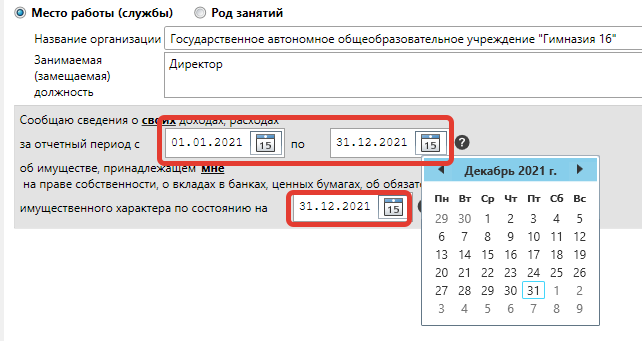 Место работы (службы) Род занятий
Название организации Государственное автономное общеобразовательное учреждение "Гимназия 16"
Занимаемая Директор
(замещаемая)
должность
Сообщаю сведения о своих доходах, расходах
за отчетный период с 01.01.2021 15 по 31.12.2021 15 ?
об имуществе, принадлежащем мне
на праве собственности, о вкладах в банках, ценных бумагах, об обязате
имущественного характера по состоянию на 31.12.2021 15
Декабрь 2021 г.
Пн Вт Ср Чт Пт Сб Вс
29 30 1 2 3 4 5
6 7 8 9 10 11 12
13 14 15 16 17 18 19
20 21 22 23 24 25 26
27 28 29 30 31 1 2
3 4 5 6 7 8 9